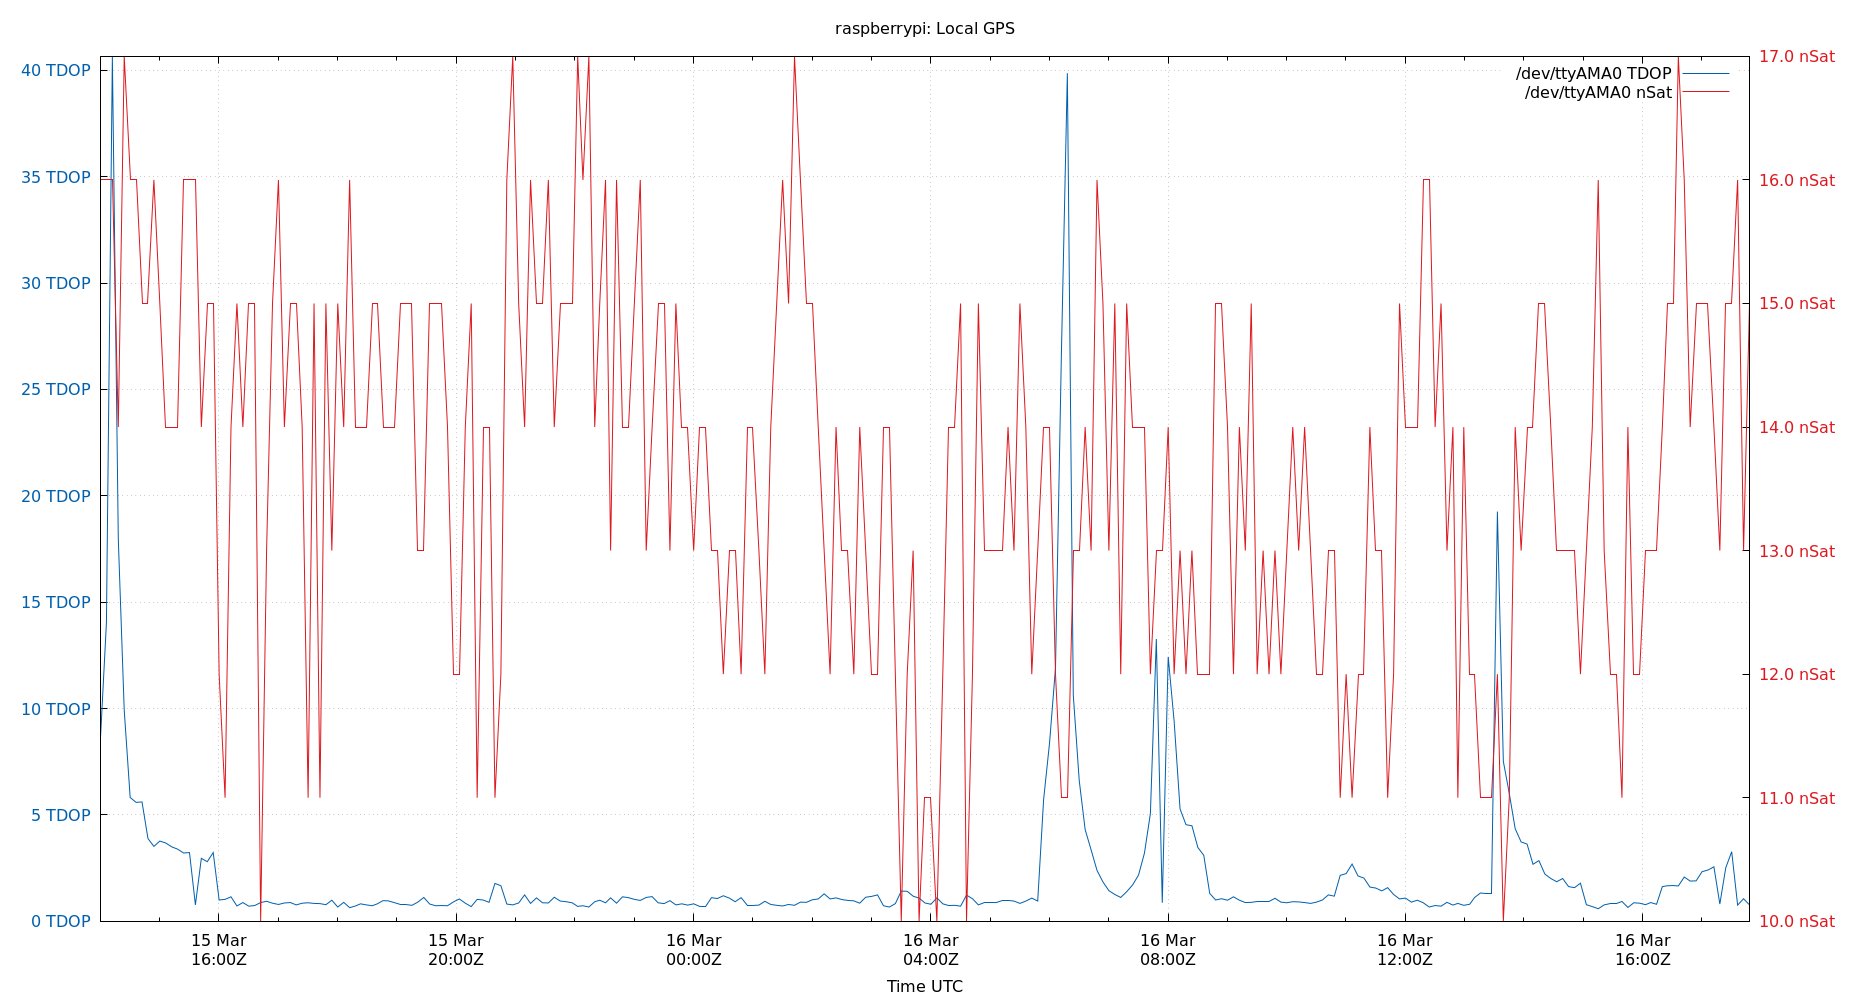 raspberrypi: Local GPS
40 TDOP
35 TDOP
30 TDOP
25 TDOP
20 TDOP
15 TDOP
10 TDOP
5 TDOP
0 TDOP
/dev/ttyAMA0 TDOP
/dev/ttyAMA0 nSat
17.0 nSat
16.0 nSat
15.0 nSat
14.0 nSat
13.0 nSat
12.0 nSat
11.0 nSat
10.0 nSat
15 Mar 15 Mar 16 Mar 16 Mar 16 Mar 16 Mar 16 Mar
16:00Z 20:00Z 00:00Z 04:00Z 08:00Z 12:00Z 16:00Z
Time UTC